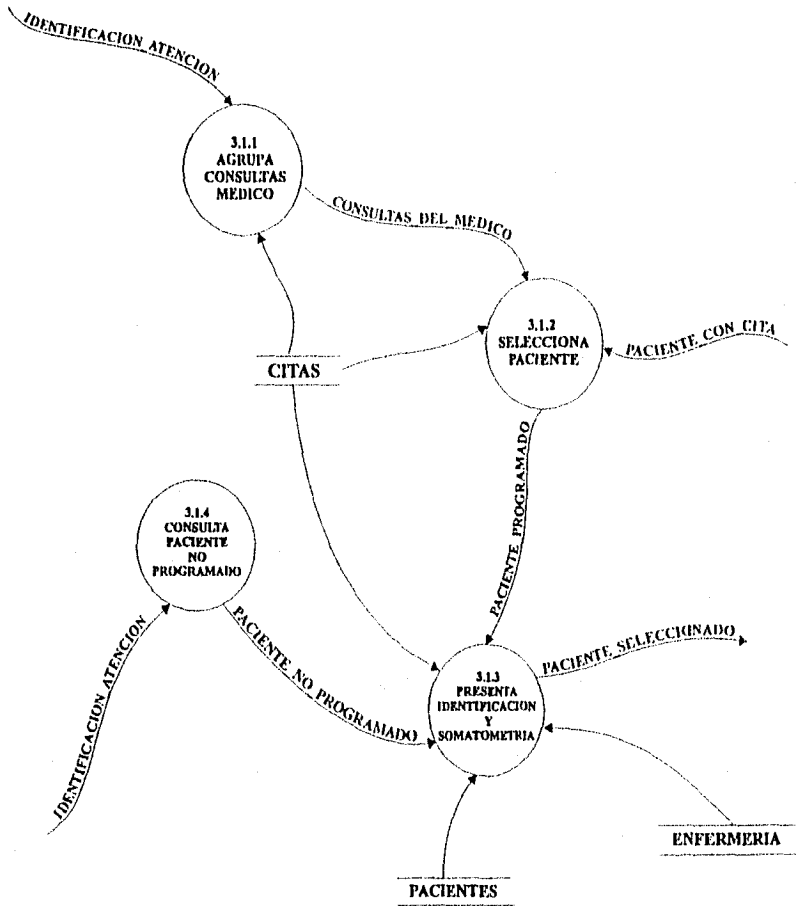 IDENTIFICACION ATENCION
3.1.1
AGRUPA
CONSULTAS
MEDICO
CONSULTAS DEL MEDICO
3.1.2
SELECCIONA
PACIENTE
PACIENTE CON CITA
CITAS
PACIENTE PROGRAMADO
3.1.4
CONSULTA
PACIENTE
NO
PROGRAMADO
IDENTIFICACION ATENCION
PACIENTE NO PROGRAMADO
PACIENTE SELECCIONADO
3.1.3
PRESENTA
IDENTIFICACION
Y
SOMATOMETRIA
ENFERMERIA
PACIENTES